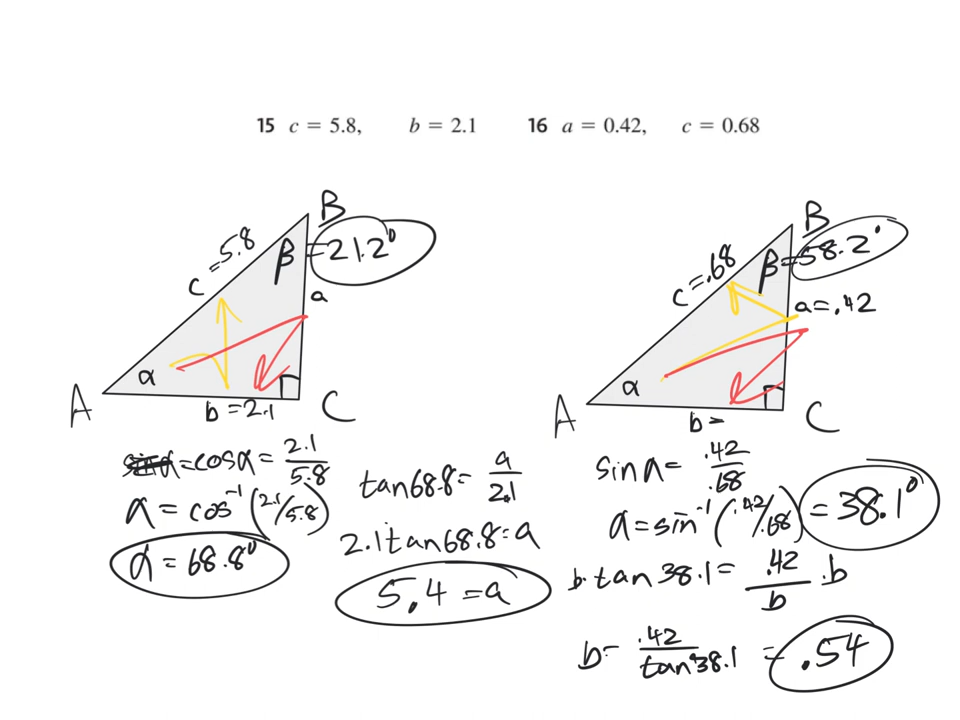 15 c = 5.8, b = 2.1 16 a = 0.42, c = 0.68
B
β = 21.2°
c = 5.8
a
α
A
b = 2.1
C
sin α = cos α = 2.1/5.8
α = cos⁻¹(2.1/5.8)
α = 68.8°
tan 68.8 = a/2.1
2.1 tan 68.8 = a
5.4 = a
B
β = 58.2°
c = .68
a = .42
α
A
b =
C
sin α = .42/.68
α = sin⁻¹(.42/.68) = 38.1°
b · tan 38.1 = .42/b · b
b = .42/tan 38.1 = .54